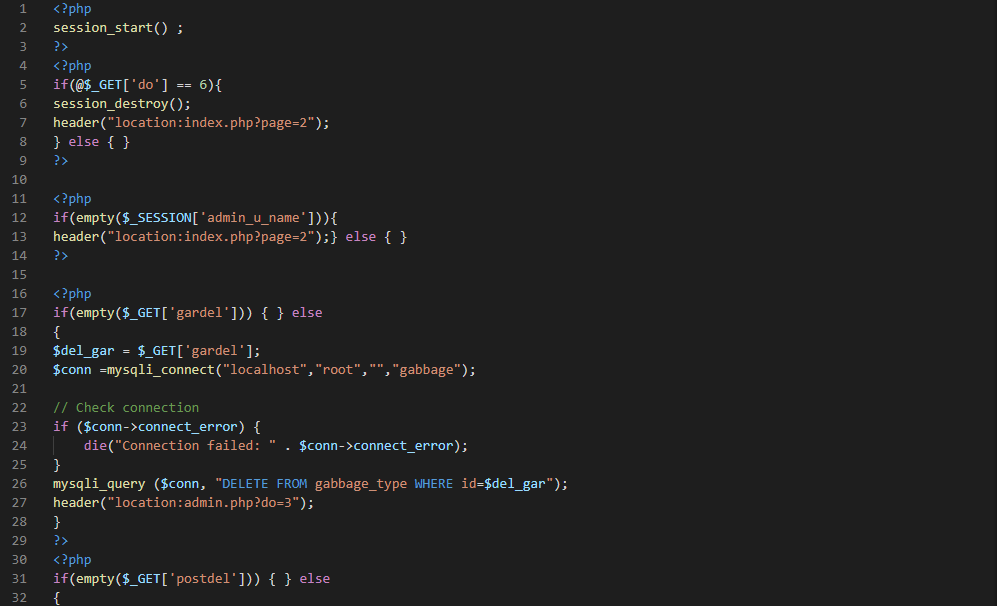 1 <?php
2 session_start() ;
3 ?>
4 <?php
5 if(@$_GET['do'] == 6){
6 session_destroy();
7 header("location:index.php?page=2");
8 } else { }
9 ?>
10
11 <?php
12 if(empty($_SESSION['admin_u_name'])){
13 header("location:index.php?page=2");} else { }
14 ?>
15
16 <?php
17 if(empty($_GET['gardel'])) { } else
18 {
19 $del_gar = $_GET['gardel'];
20 $conn =mysqli_connect("localhost","root","","gabbage");
21
22 // Check connection
23 if ($conn->connect_error) {
24     die("Connection failed: " . $conn->connect_error);
25 }
26 mysqli_query ($conn, "DELETE FROM gabbage_type WHERE id=$del_gar");
27 header("location:admin.php?do=3");
28 }
29 ?>
30 <?php
31 if(empty($_GET['postdel'])) { } else
32 {